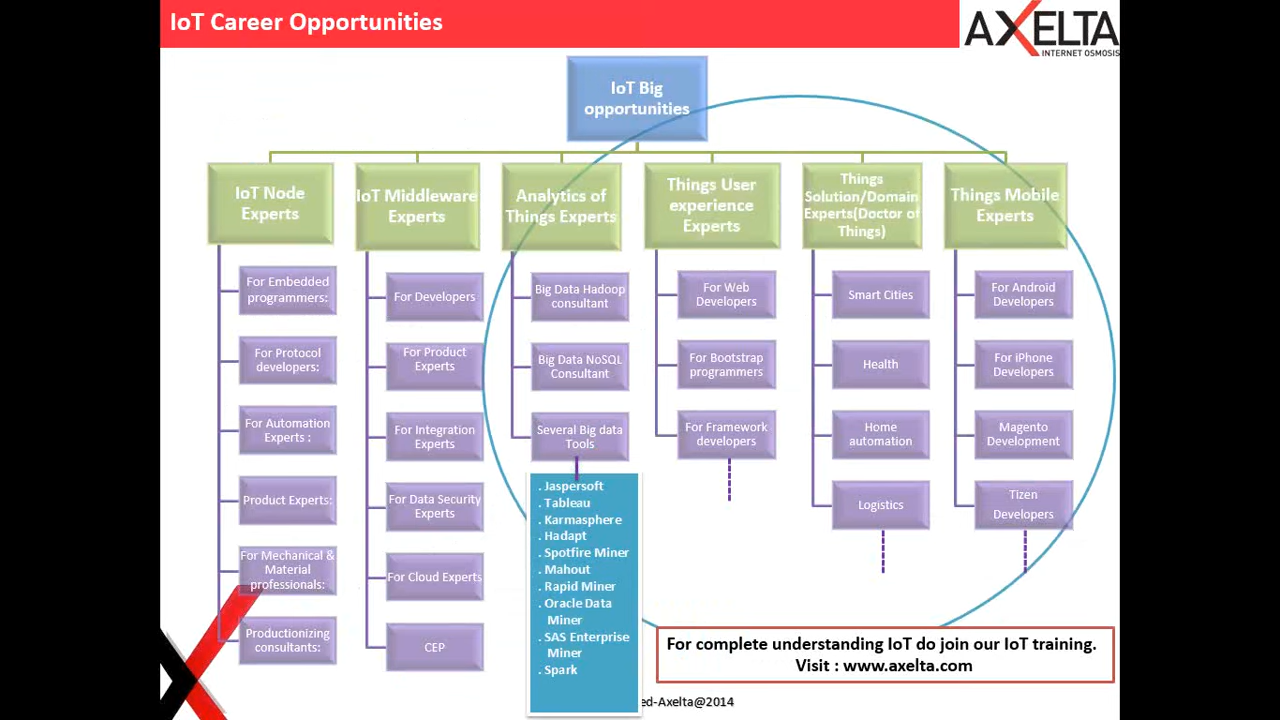 IoT Career Opportunities
AXELTA
INTERNET OSMOSIS
IoT Big
opportunities
IoT Node
Experts
For Embedded
programmers:
For Protocol
developers:
For Automation
Experts :
Product Experts:
For Mechanical &
Material
professionals:
Productionizing
consultants:
IoT Middleware
Experts
For Developers
For Product
Experts
For Integration
Experts
For Data Security
Experts
For Cloud Experts
CEP
Analytics of
Things Experts
Big Data Hadoop
consultant
Big Data NoSQL
Consultant
Several Big data
Tools
. Jaspersoft
. Tableau
. Karmasphere
. Hadapt
. Spotfire Miner
. Mahout
. Rapid Miner
. Oracle Data
Miner
. SAS Enterprise
Miner
. Spark
Things User
experience
Experts
For Web
Developers
For Bootstrap
programmers
For Framework
developers
Things
Solution/Domain
Experts(Doctor of
Things)
Smart Cities
Health
Home
automation
Logistics
Things Mobile
Experts
For Android
Developers
For iPhone
Developers
Magento
Development
Tizen
Developers
For complete understanding IoT do join our IoT training.
Visit : www.axelta.com
ed-Axelta@2014